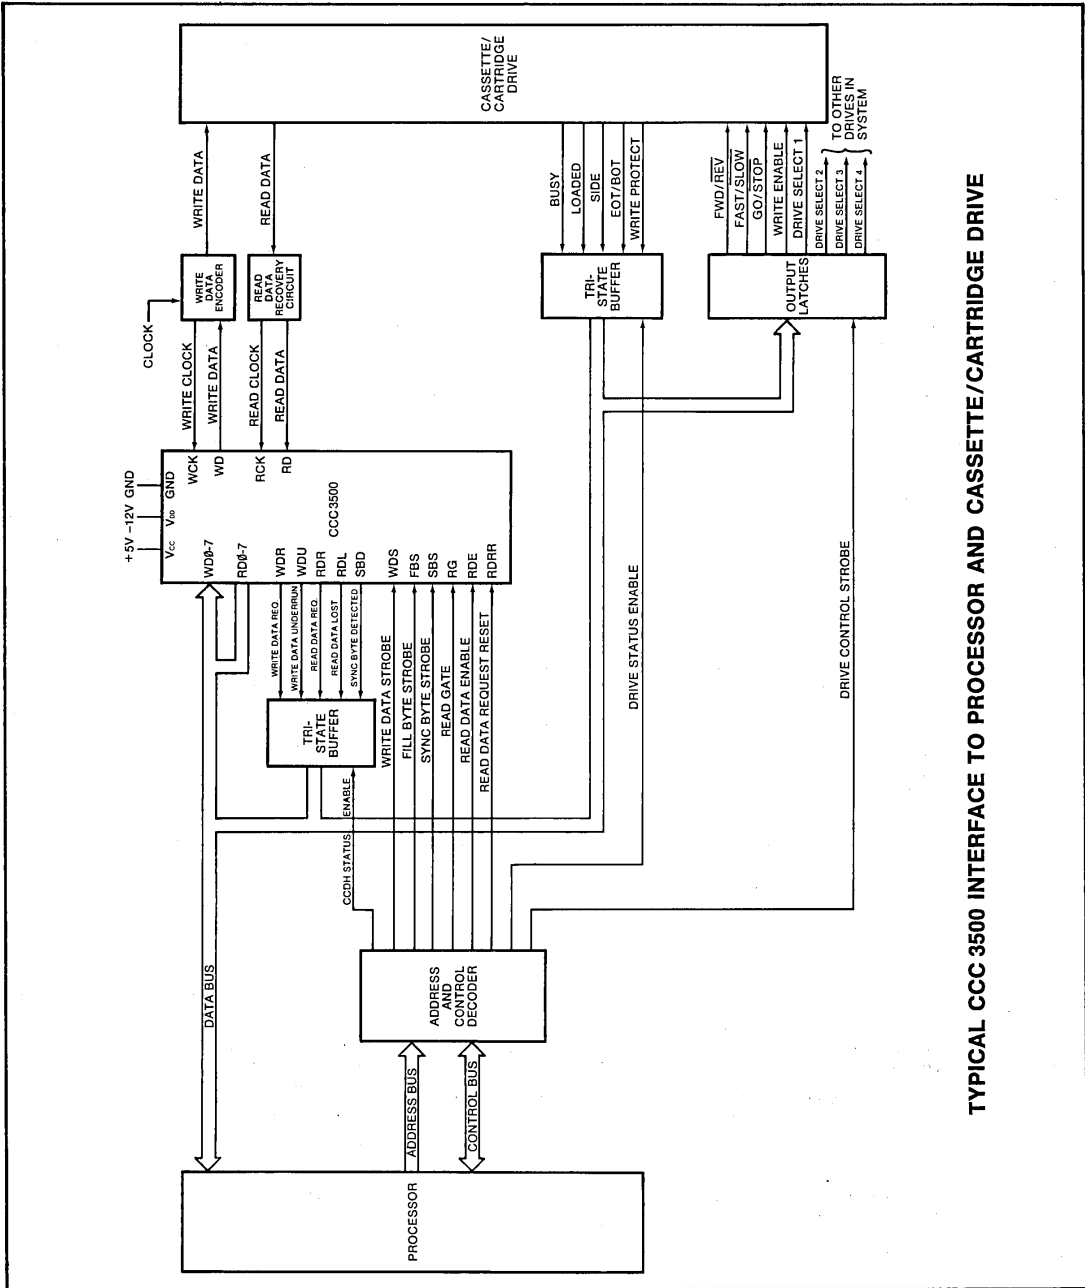 CASSETTE/
CARTRIDGE
DRIVE
WRITE DATA
READ DATA
BUSY
LOADED
SIDE
EOT/BOT
WRITE PROTECT
FWD/REV
FAST/SLOW
GO/STOP
WRITE ENABLE
DRIVE SELECT 1
DRIVE SELECT 2
DRIVE SELECT 3
DRIVE SELECT 4
TO OTHER
DRIVES IN
SYSTEM
CLOCK
WRITE
DATA
ENCODER
READ
DATA
RECOVERY
CIRCUIT
TRI-
STATE
BUFFER
OUTPUT
LATCHES
WRITE CLOCK
WRITE DATA
READ CLOCK
READ DATA
+5V -12V GND
VCC VDD GND
WCK
WD
RCK
RD
CCC3500
WDØ-7
RDØ-7
WDR
WDU
RDR
RDL
SBD
WDS
FBS
SBS
RG
RDE
RDRR
WRITE DATA REQ.
WRITE DATA UNDERRUN
READ DATA REQ.
READ DATA LOST
SYNC BYTE DETECTED
TRI-
STATE
BUFFER
WRITE DATA STROBE
FILL BYTE STROBE
SYNC BYTE STROBE
READ GATE
READ DATA ENABLE
READ DATA REQUEST RESET
DRIVE STATUS ENABLE
DRIVE CONTROL STROBE
CCDH STATUS ENABLE
DATA BUS
ADDRESS
AND
CONTROL
DECODER
ADDRESS BUS
CONTROL BUS
PROCESSOR
TYPICAL CCC 3500 INTERFACE TO PROCESSOR AND CASSETTE/CARTRIDGE DRIVE